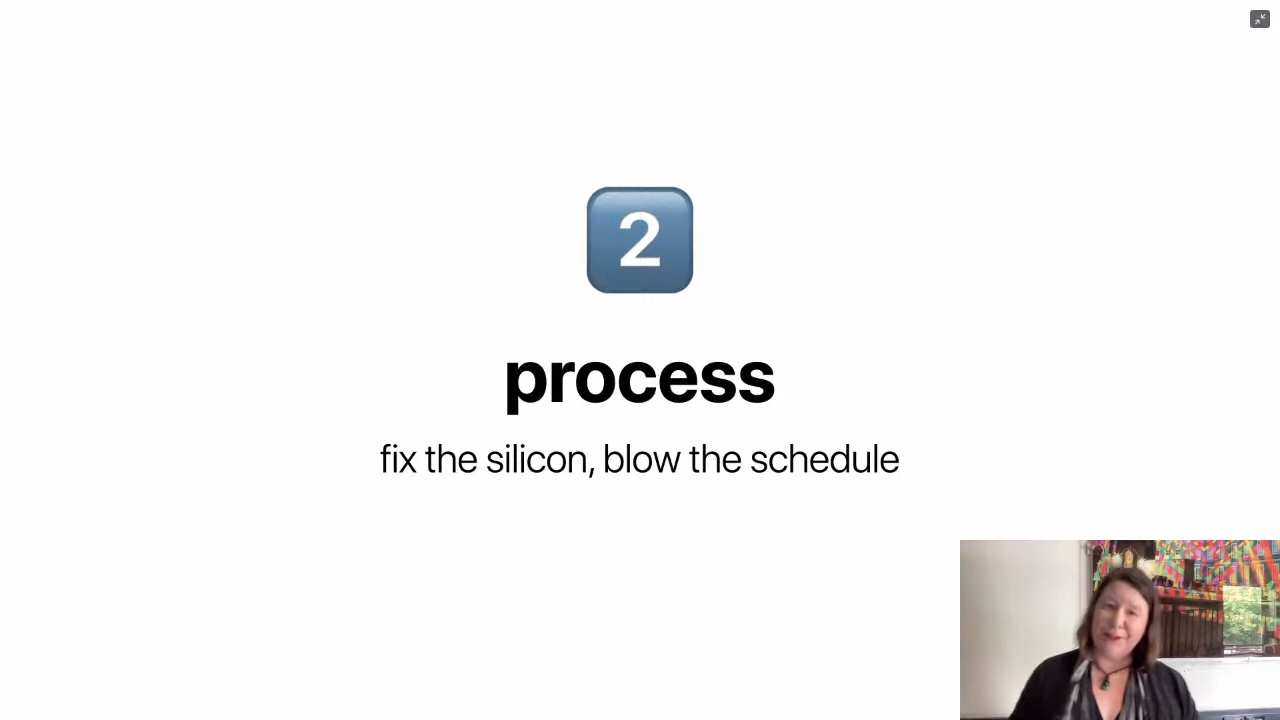 2
process
fix the silicon, blow the schedule